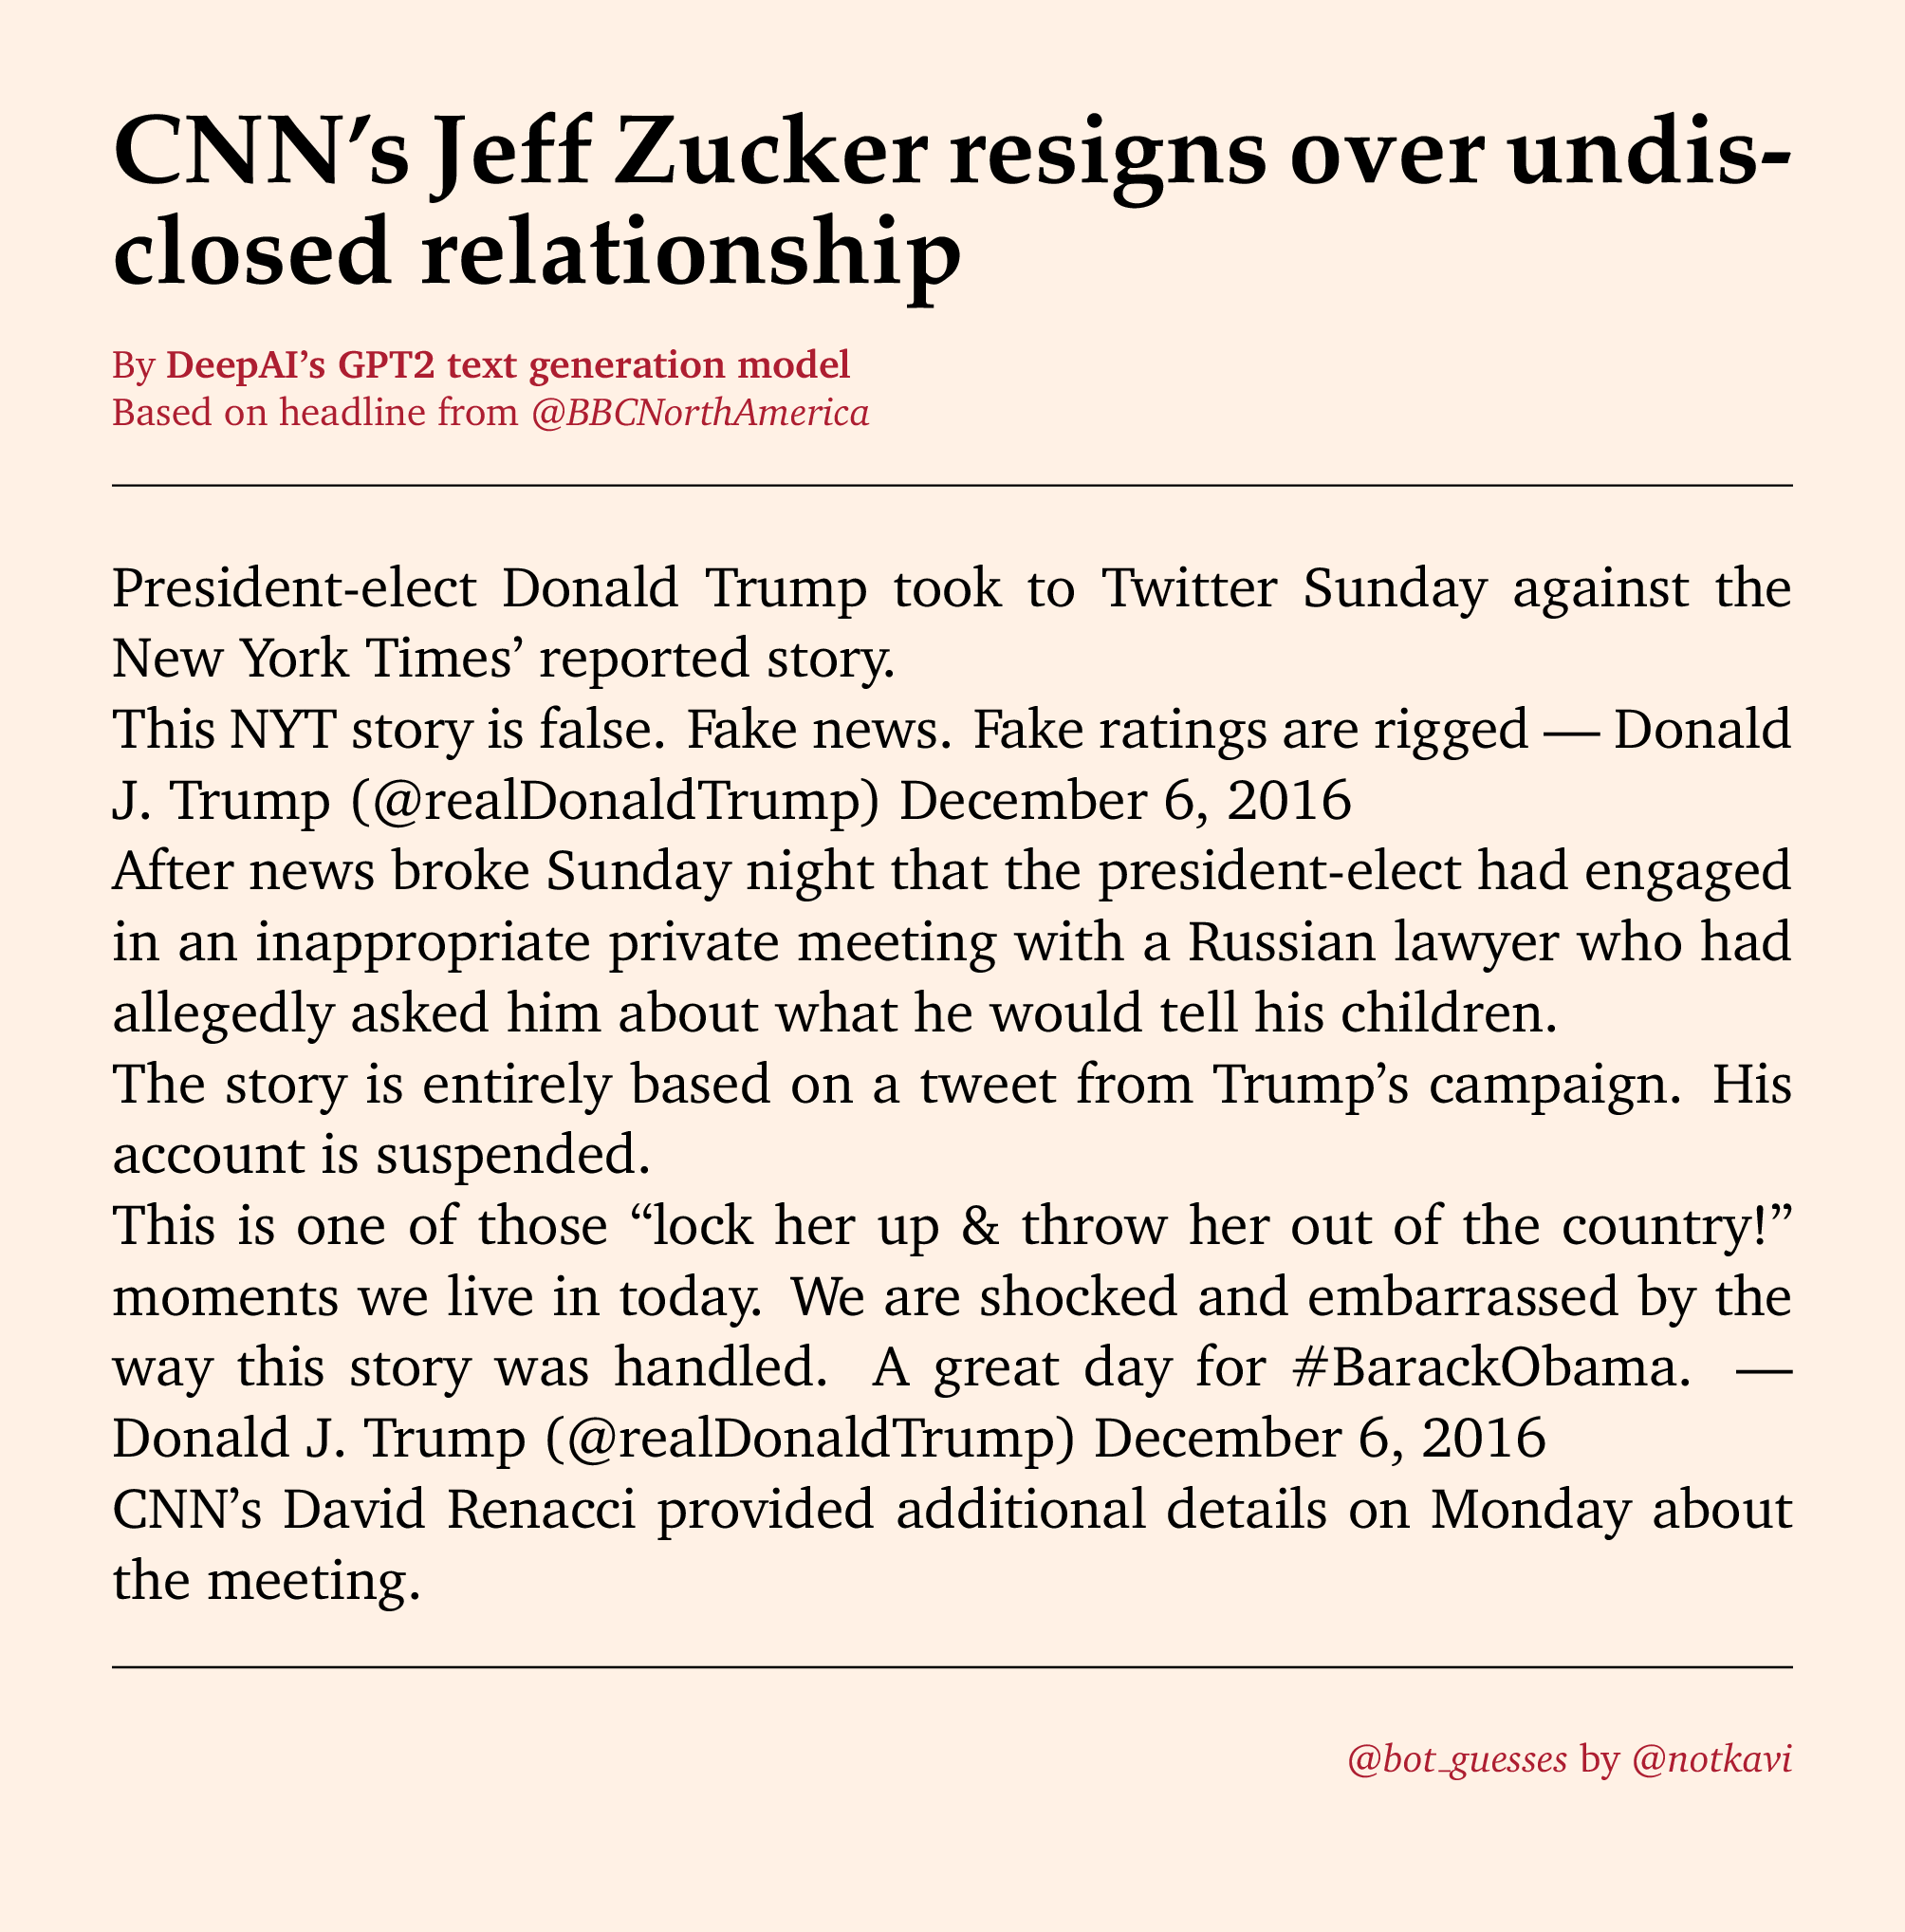 CNN’s Jeff Zucker resigns over undis-
closed relationship
By DeepAI’s GPT2 text generation model
Based on headline from @BBCNorthAmerica
President-elect Donald Trump took to Twitter Sunday against the
New York Times’ reported story.
This NYT story is false. Fake news. Fake ratings are rigged — Donald
J. Trump (@realDonaldTrump) December 6, 2016
After news broke Sunday night that the president-elect had engaged
in an inappropriate private meeting with a Russian lawyer who had
allegedly asked him about what he would tell his children.
The story is entirely based on a tweet from Trump’s campaign. His
account is suspended.
This is one of those “lock her up & throw her out of the country!”
moments we live in today. We are shocked and embarrassed by the
way this story was handled. A great day for #BarackObama. —
Donald J. Trump (@realDonaldTrump) December 6, 2016
CNN’s David Renacci provided additional details on Monday about
the meeting.
@bot_guesses by @notkavi